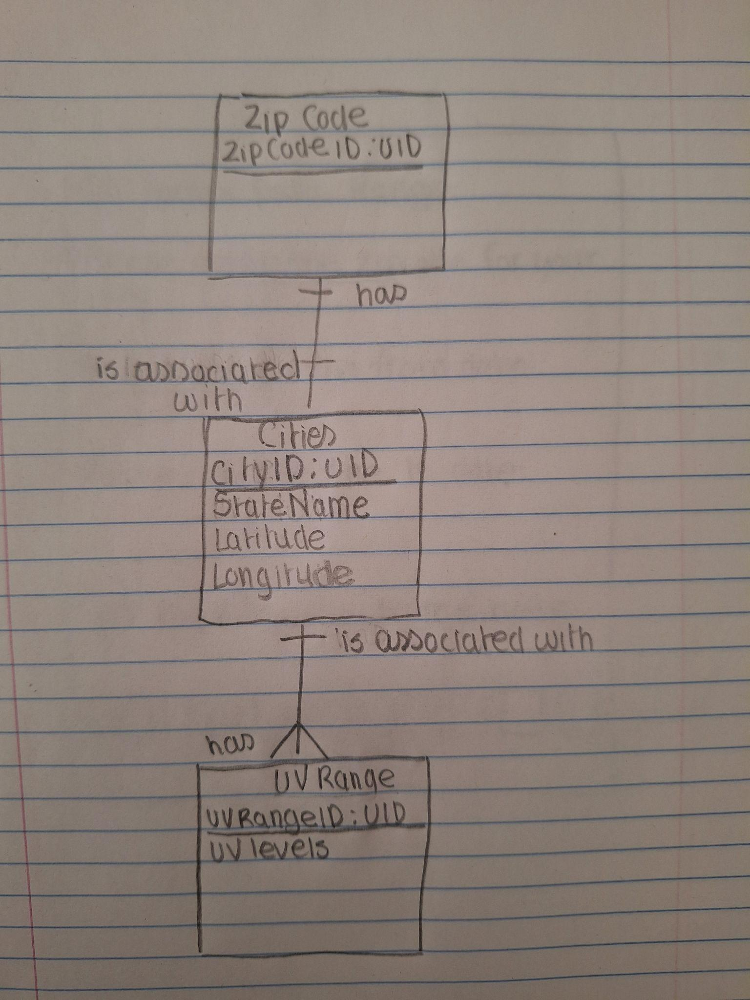 Zip Code
ZipCodeID:UID
has
is associated
with
Cities
CityID:UID
StateName
Latitude
Longitude
is associated with
has
UV Range
UVRangeID:UID
UV levels